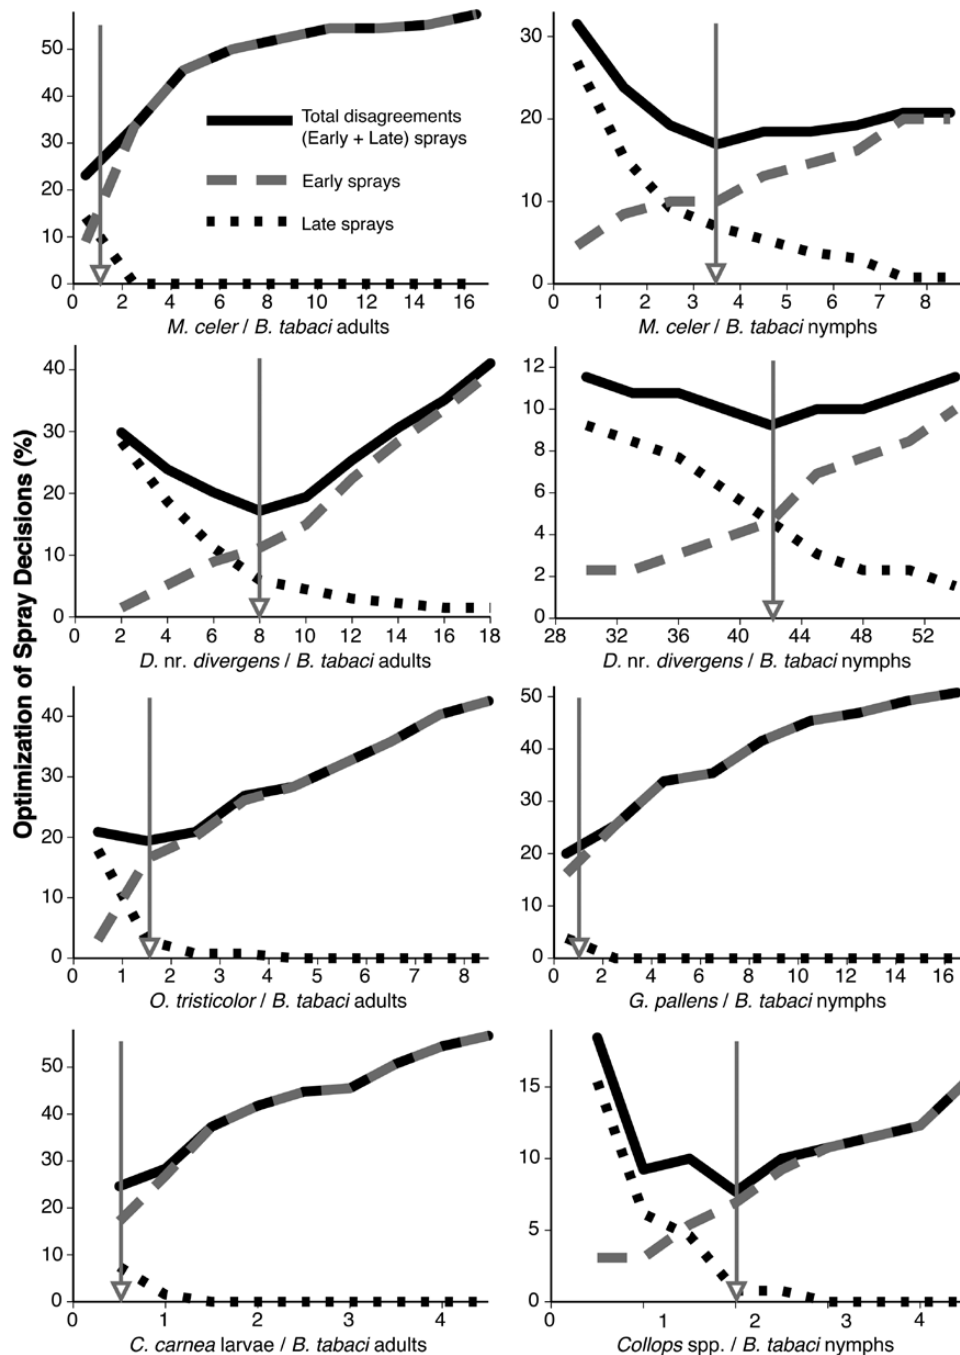 Optimization of Spray Decisions (%)
50
40
30
20
10
0
0 2 4 6 8 10 12 14 16
M. celer / B. tabaci adults
Total disagreements
(Early + Late) sprays
Early sprays
Late sprays
30
20
10
0
0 1 2 3 4 5 6 7 8
M. celer / B. tabaci nymphs
40
30
20
10
0
0 2 4 6 8 10 12 14 16 18
D. nr. divergens / B. tabaci adults
12
10
8
6
4
2
0
28 32 36 40 44 48 52
D. nr. divergens / B. tabaci nymphs
40
30
20
10
0
0 1 2 3 4 5 6 7 8
O. tristicolor / B. tabaci adults
50
40
30
20
10
0
0 2 4 6 8 10 12 14 16
G. pallens / B. tabaci nymphs
50
40
30
20
10
0
0 1 2 3 4
C. carnea larvae / B. tabaci adults
15
10
5
0
0 1 2 3 4
Collops spp. / B. tabaci nymphs